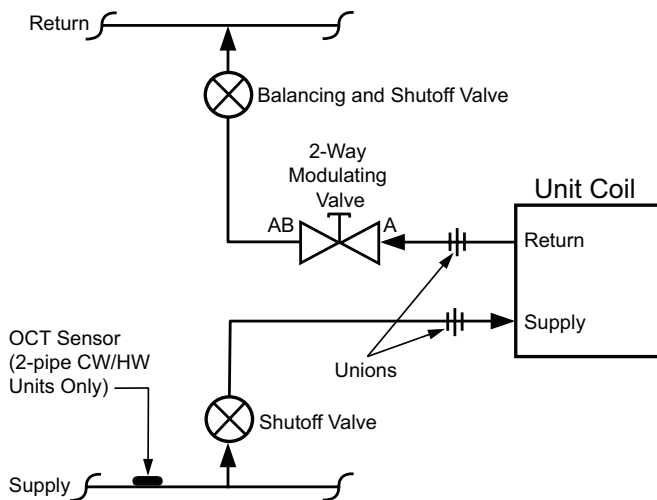 Return
Balancing and Shutoff Valve
2-Way
Modulating
Valve
Unit Coil
AB
A
Return
OCT Sensor
(2-pipe CW/HW
Units Only)
Supply
Unions
Shutoff Valve
Supply